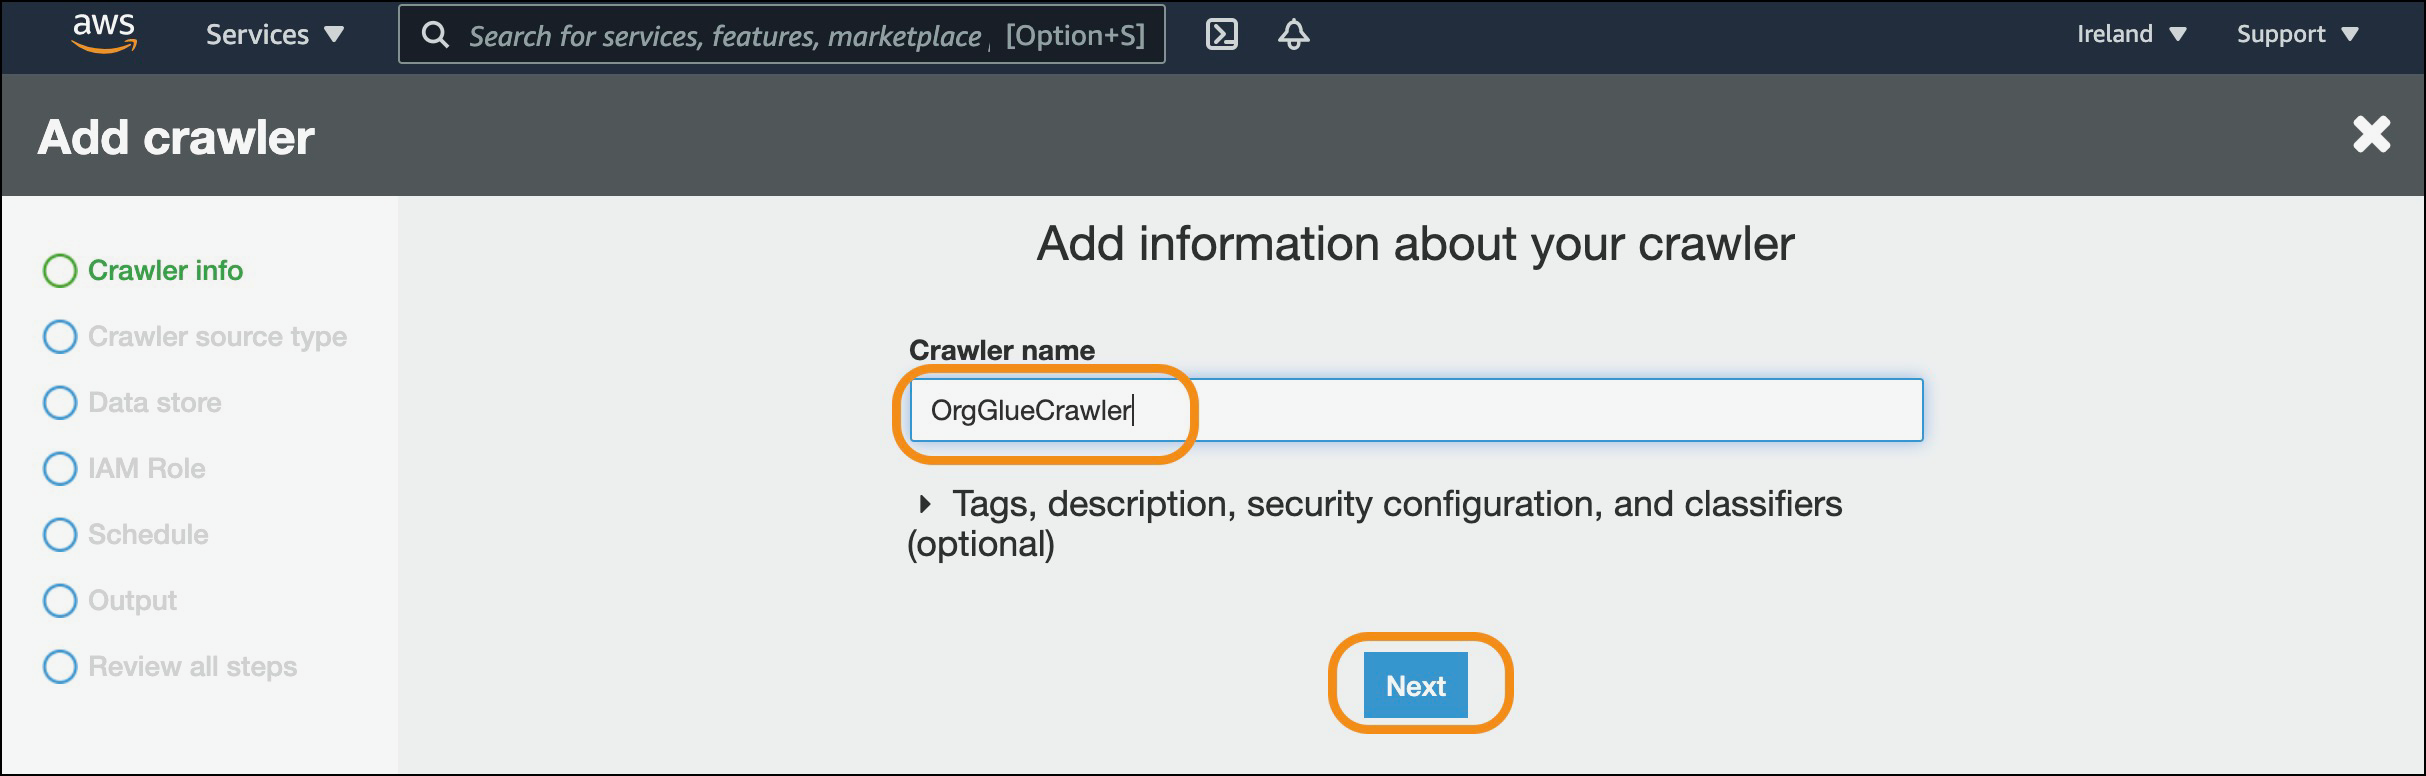 aws Services Search for services, features, marketplace [Option+S] Ireland Support
Add crawler
Add information about your crawler
Crawler info
Crawler source type
Data store
IAM Role
Schedule
Output
Review all steps
Crawler name
OrgGlueCrawler
Tags, description, security configuration, and classifiers
(optional)
Next